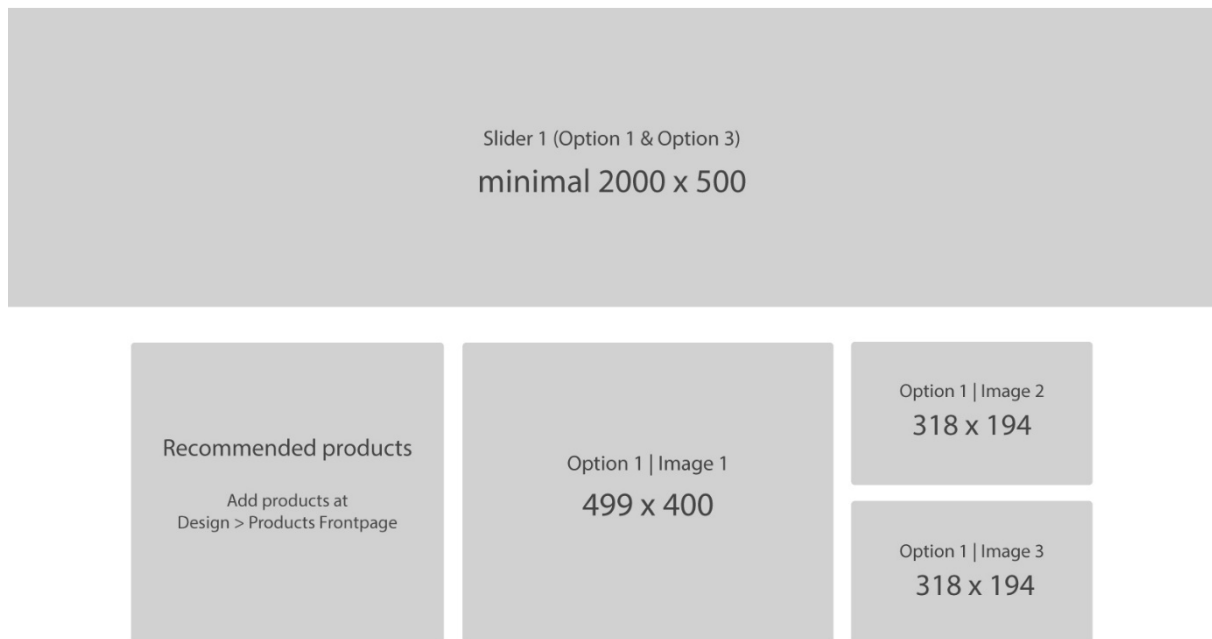 Slider 1 (Option 1 & Option 3)
minimal 2000 x 500
Recommended products
Add products at
Design > Products Frontpage
Option 1 | Image 1
499 x 400
Option 1 | Image 2
318 x 194
Option 1 | Image 3
318 x 194